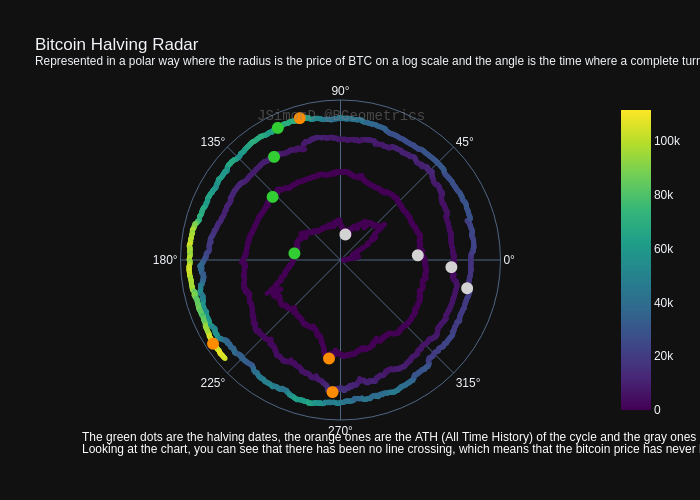 Bitcoin Halving Radar
Represented in a polar way where the radius is the price of BTC on a log scale and the angle is the time where a complete turn
90°
@BGeometrics
135°
45°
100k
80k
180°
0°
60k
40k
20k
225°
315°
0
270°
The green dots are the halving dates, the orange ones are the ATH (All Time History) of the cycle and the gray ones
Looking at the chart, you can see that there has been no line crossing, which means that the bitcoin price has never